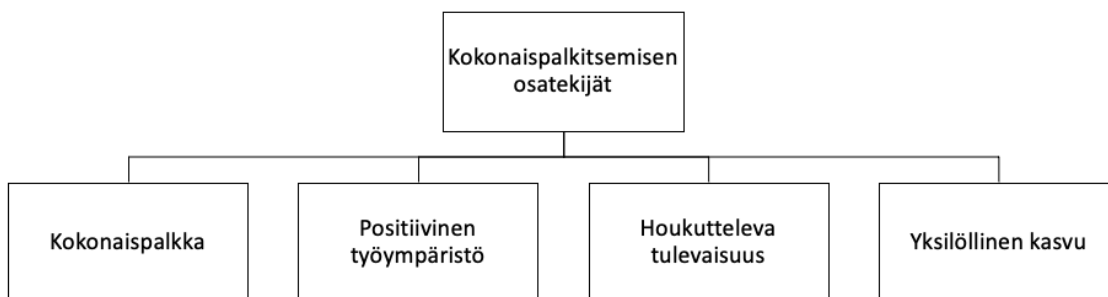 Kokonaispalkitsemisen
osatekijät
Kokonaispalkka
Positiivinen
työympäristö
Houkutteleva
tulevaisuus
Yksilöllinen kasvu